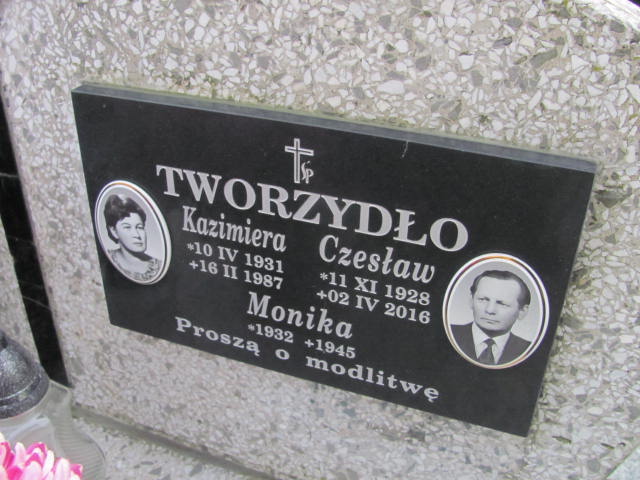 ŚP
TWORZYDŁO
Kazimiera
*10 IV 1931
+16 II 1987
Czesław
*11 XI 1928
+02 IV 2016
Monika
*1932 +1945
Proszą o modlitwę